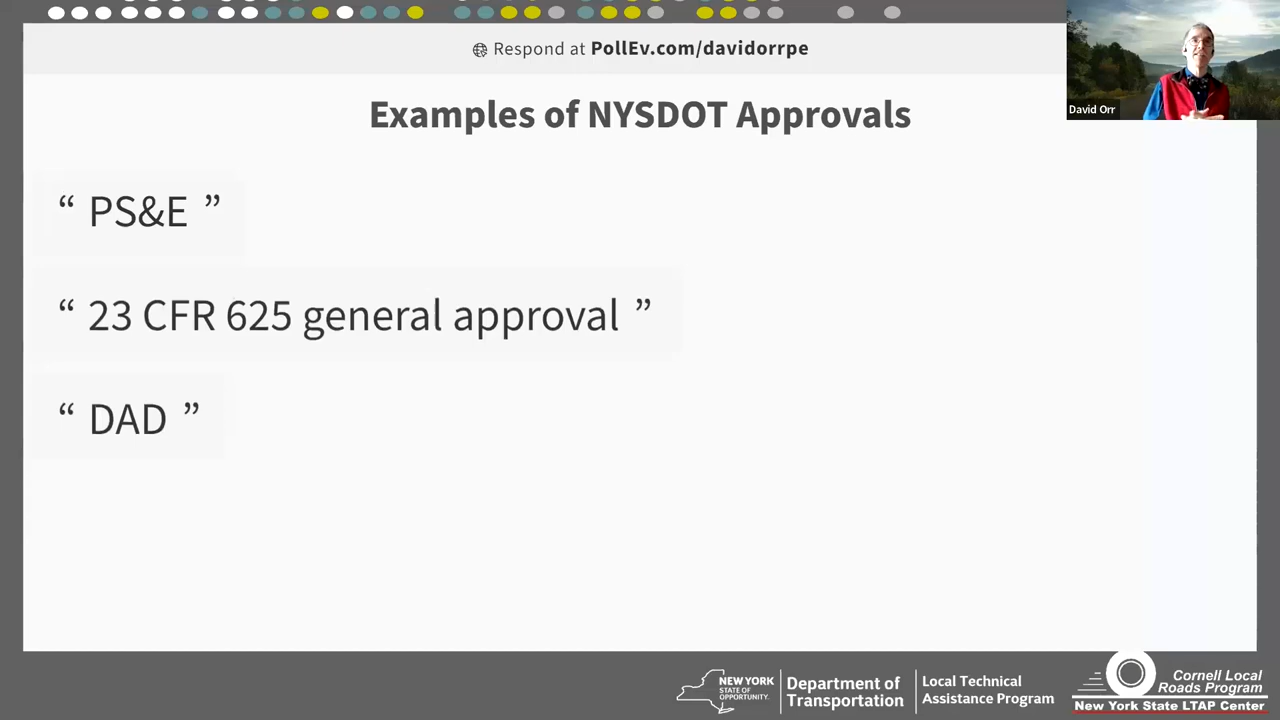 Respond at PollEv.com/davidorrpe
David Orr
Examples of NYSDOT Approvals
“ PS&E ”
“ 23 CFR 625 general approval ”
“ DAD ”
NEW YORK
STATE OF
OPPORTUNITY.
Department of
Transportation
Local Technical
Assistance Program
Cornell Local
Roads Program
New York State LTAP Center